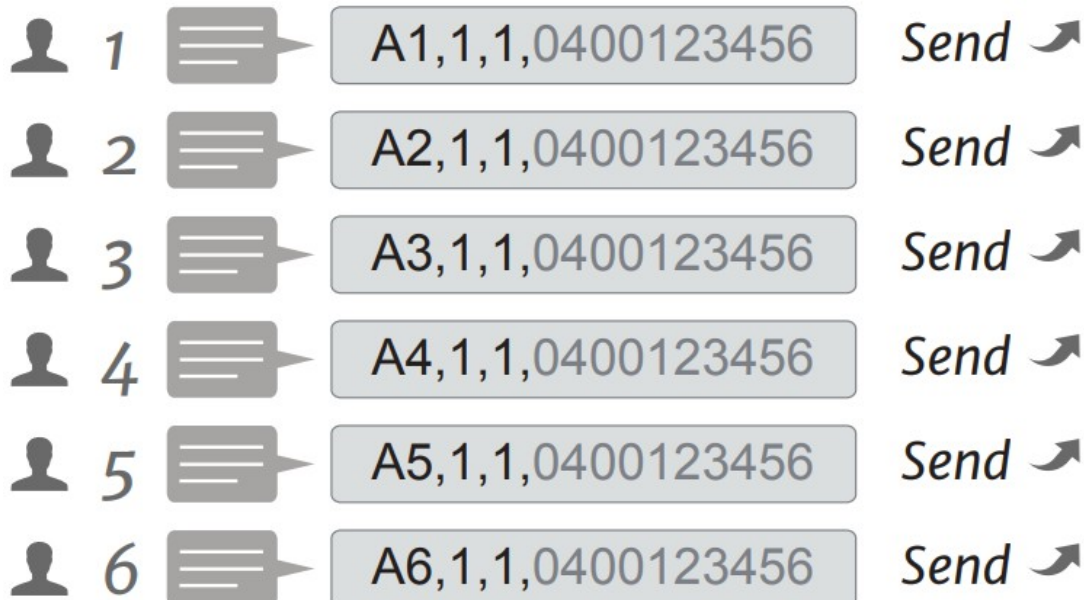 1 A1,1,1,0400123456 Send
2 A2,1,1,0400123456 Send
3 A3,1,1,0400123456 Send
4 A4,1,1,0400123456 Send
5 A5,1,1,0400123456 Send
6 A6,1,1,0400123456 Send